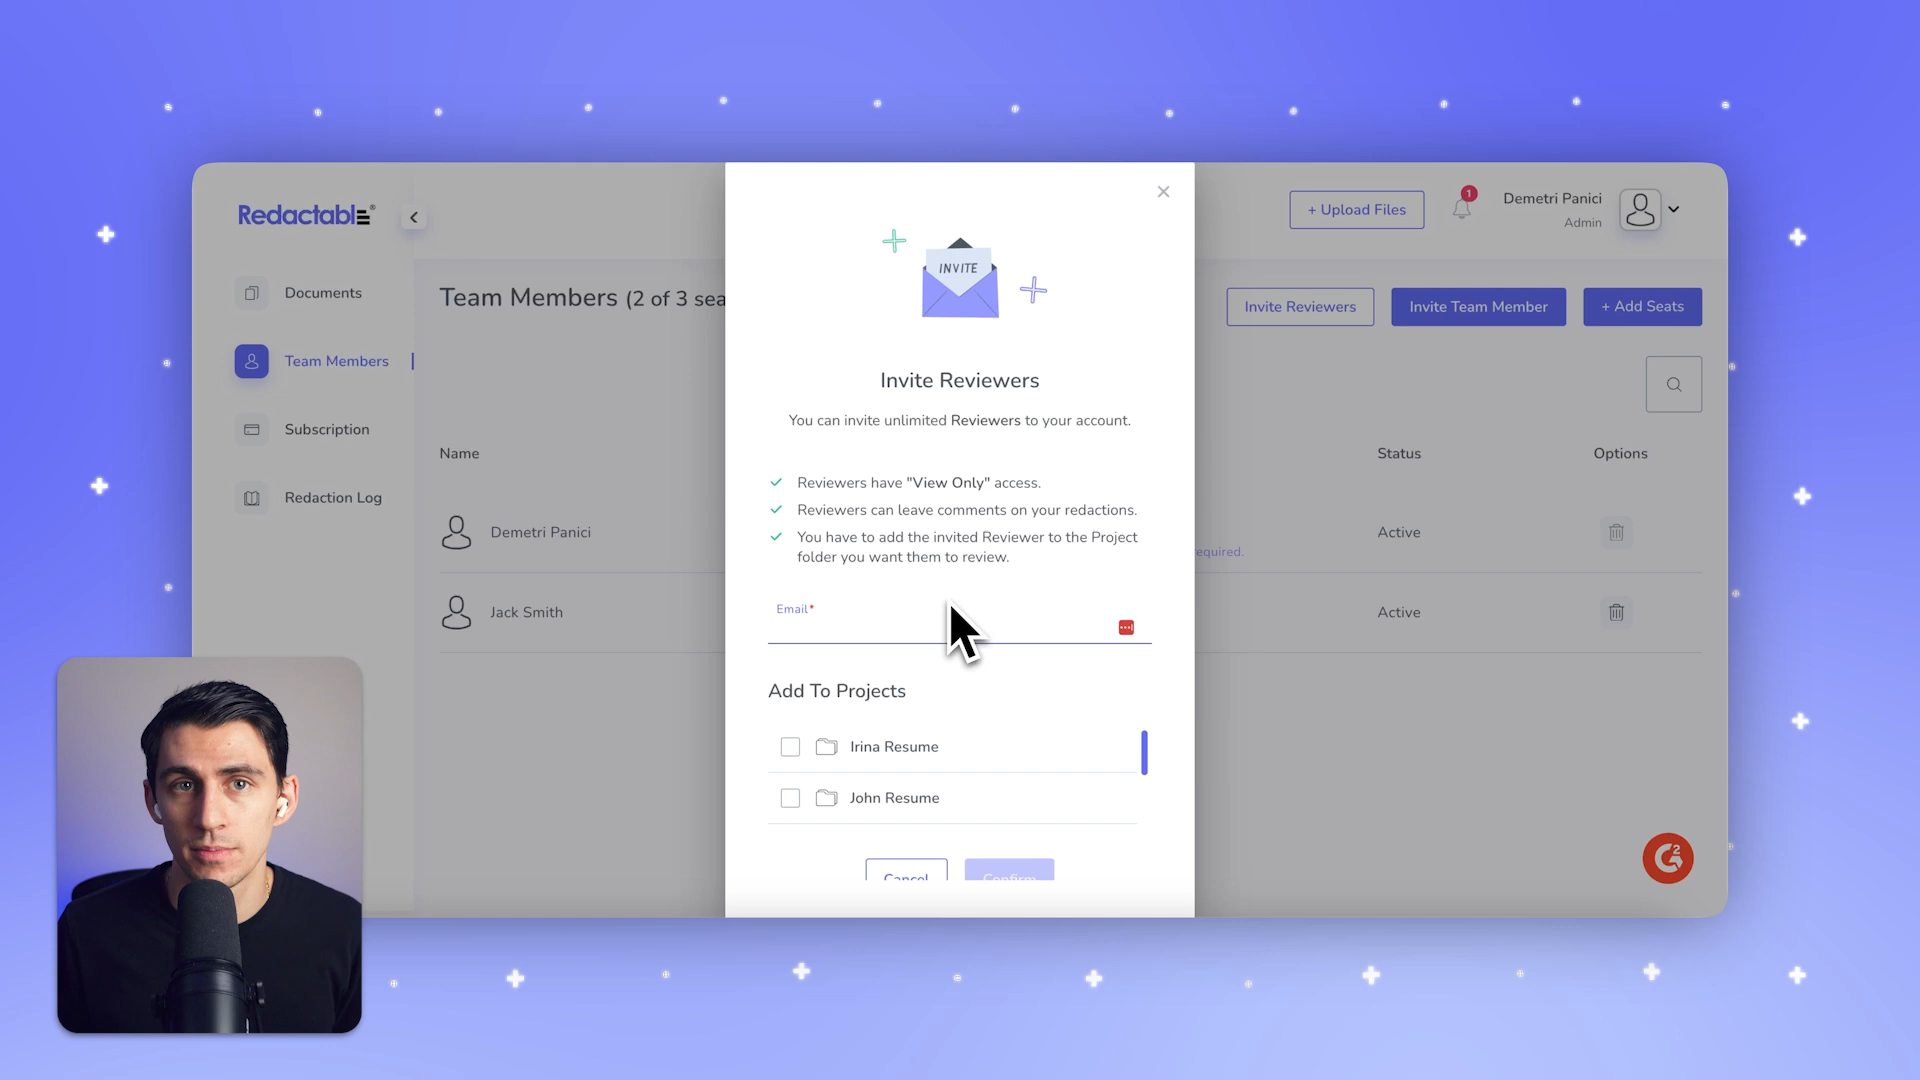 Redactable®
+ Upload Files
1
Demetri Panici
Admin
Documents
Team Members
Subscription
Redaction Log
Team Members (2 of 3 sea
Invite Reviewers
Invite Team Member
+ Add Seats
Name
Status
Options
Demetri Panici
equired.
Active
Jack Smith
Active
INVITE
Invite Reviewers
You can invite unlimited Reviewers to your account.
Reviewers have "View Only" access.
Reviewers can leave comments on your redactions.
You have to add the invited Reviewer to the Project
folder you want them to review.
Email*
Add To Projects
Irina Resume
John Resume
Cancel
Confirm
G2